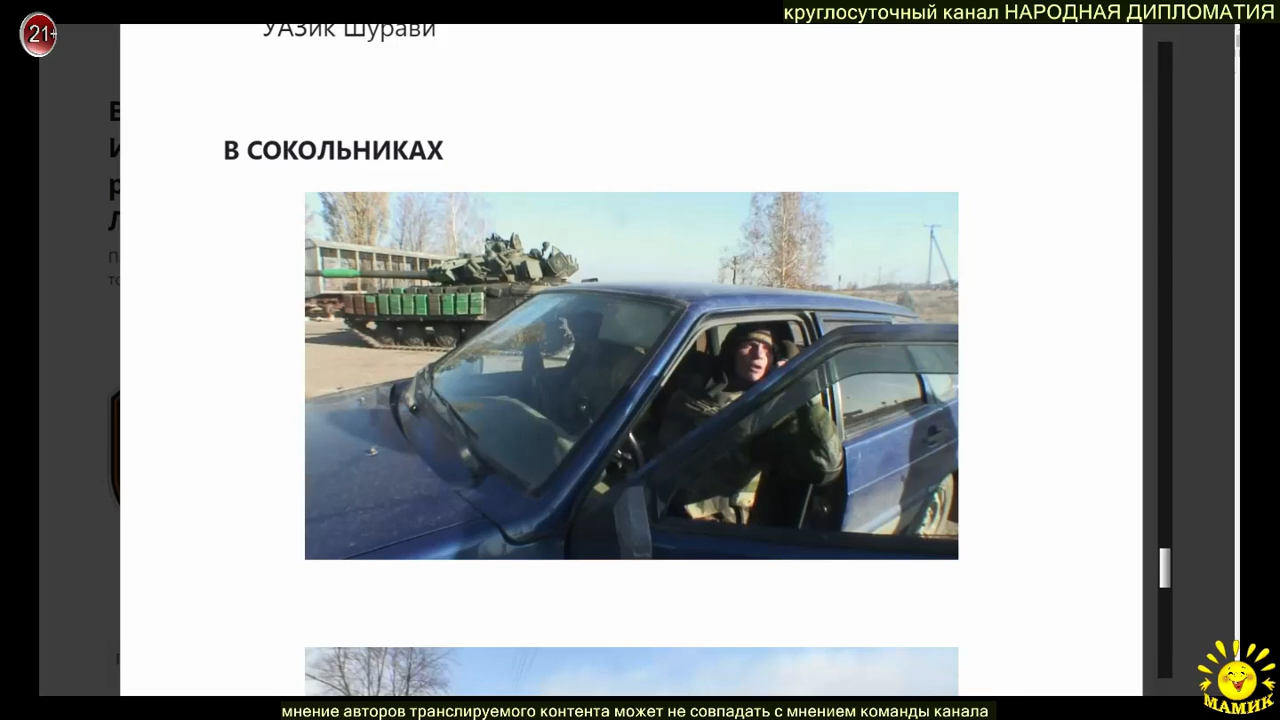 круглосуточный канал НАРОДНАЯ ДИПЛОМАТИЯ
21+
УАЗик Шурави
В СОКОЛЬНИКАХ
МАМИК
мнение авторов транслируемого контента может не совпадать с мнением команды канала